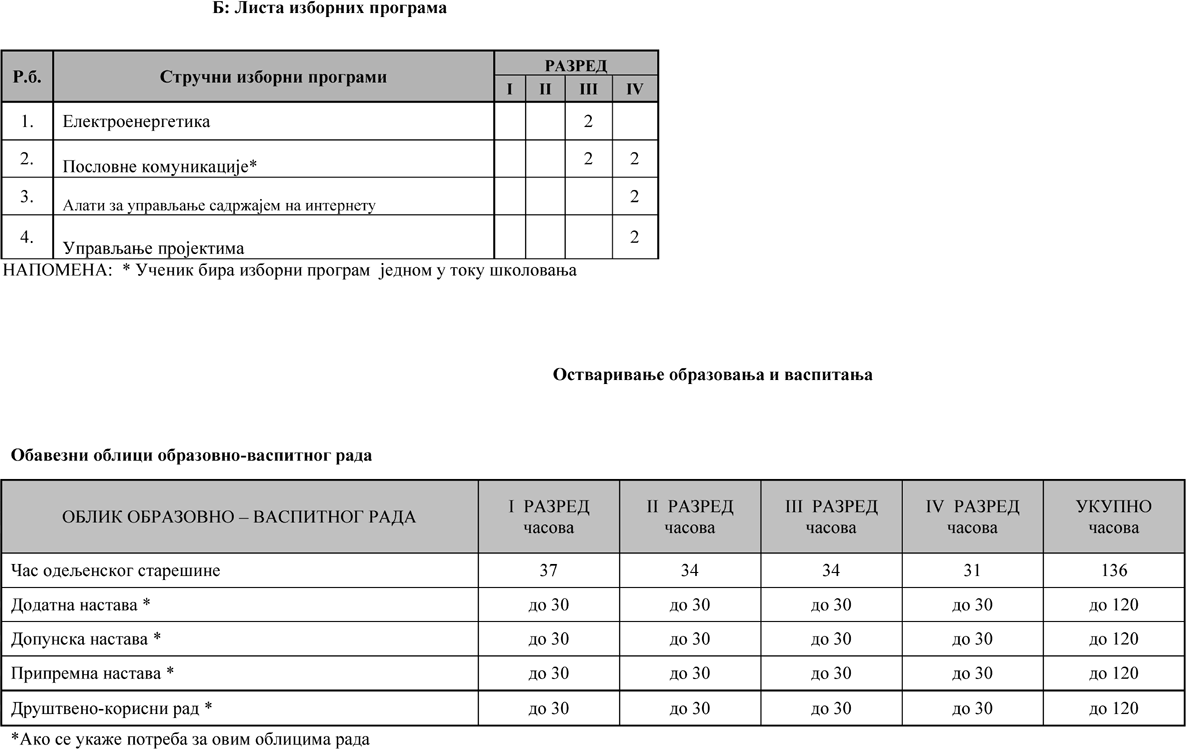 Б: Листа изборних програма
Р.б. Стручни изборни програми РАЗРЕД
I II III IV
1. Електроенергетика 2
2. Пословне комуникације* 2 2
3. Алати за управљање садржајем на интернету 2
4. Управљање пројектима 2
НАПОМЕНА: * Ученик бира изборни програм једном у току школовања
Остваривање образовања и васпитања
Обавезни облици образовно-васпитног рада
ОБЛИК ОБРАЗОВНО – ВАСПИТНОГ РАДА I РАЗРЕД часова II РАЗРЕД часова III РАЗРЕД часова IV РАЗРЕД часова УКУПНО часова
Час одељенског старешине 37 34 34 31 136
Додатна настава * до 30 до 30 до 30 до 30 до 120
Допунска настава * до 30 до 30 до 30 до 30 до 120
Припремна настава * до 30 до 30 до 30 до 30 до 120
Друштвено-корисни рад * до 30 до 30 до 30 до 30 до 120
*Ако се укаже потреба за овим облицима рада